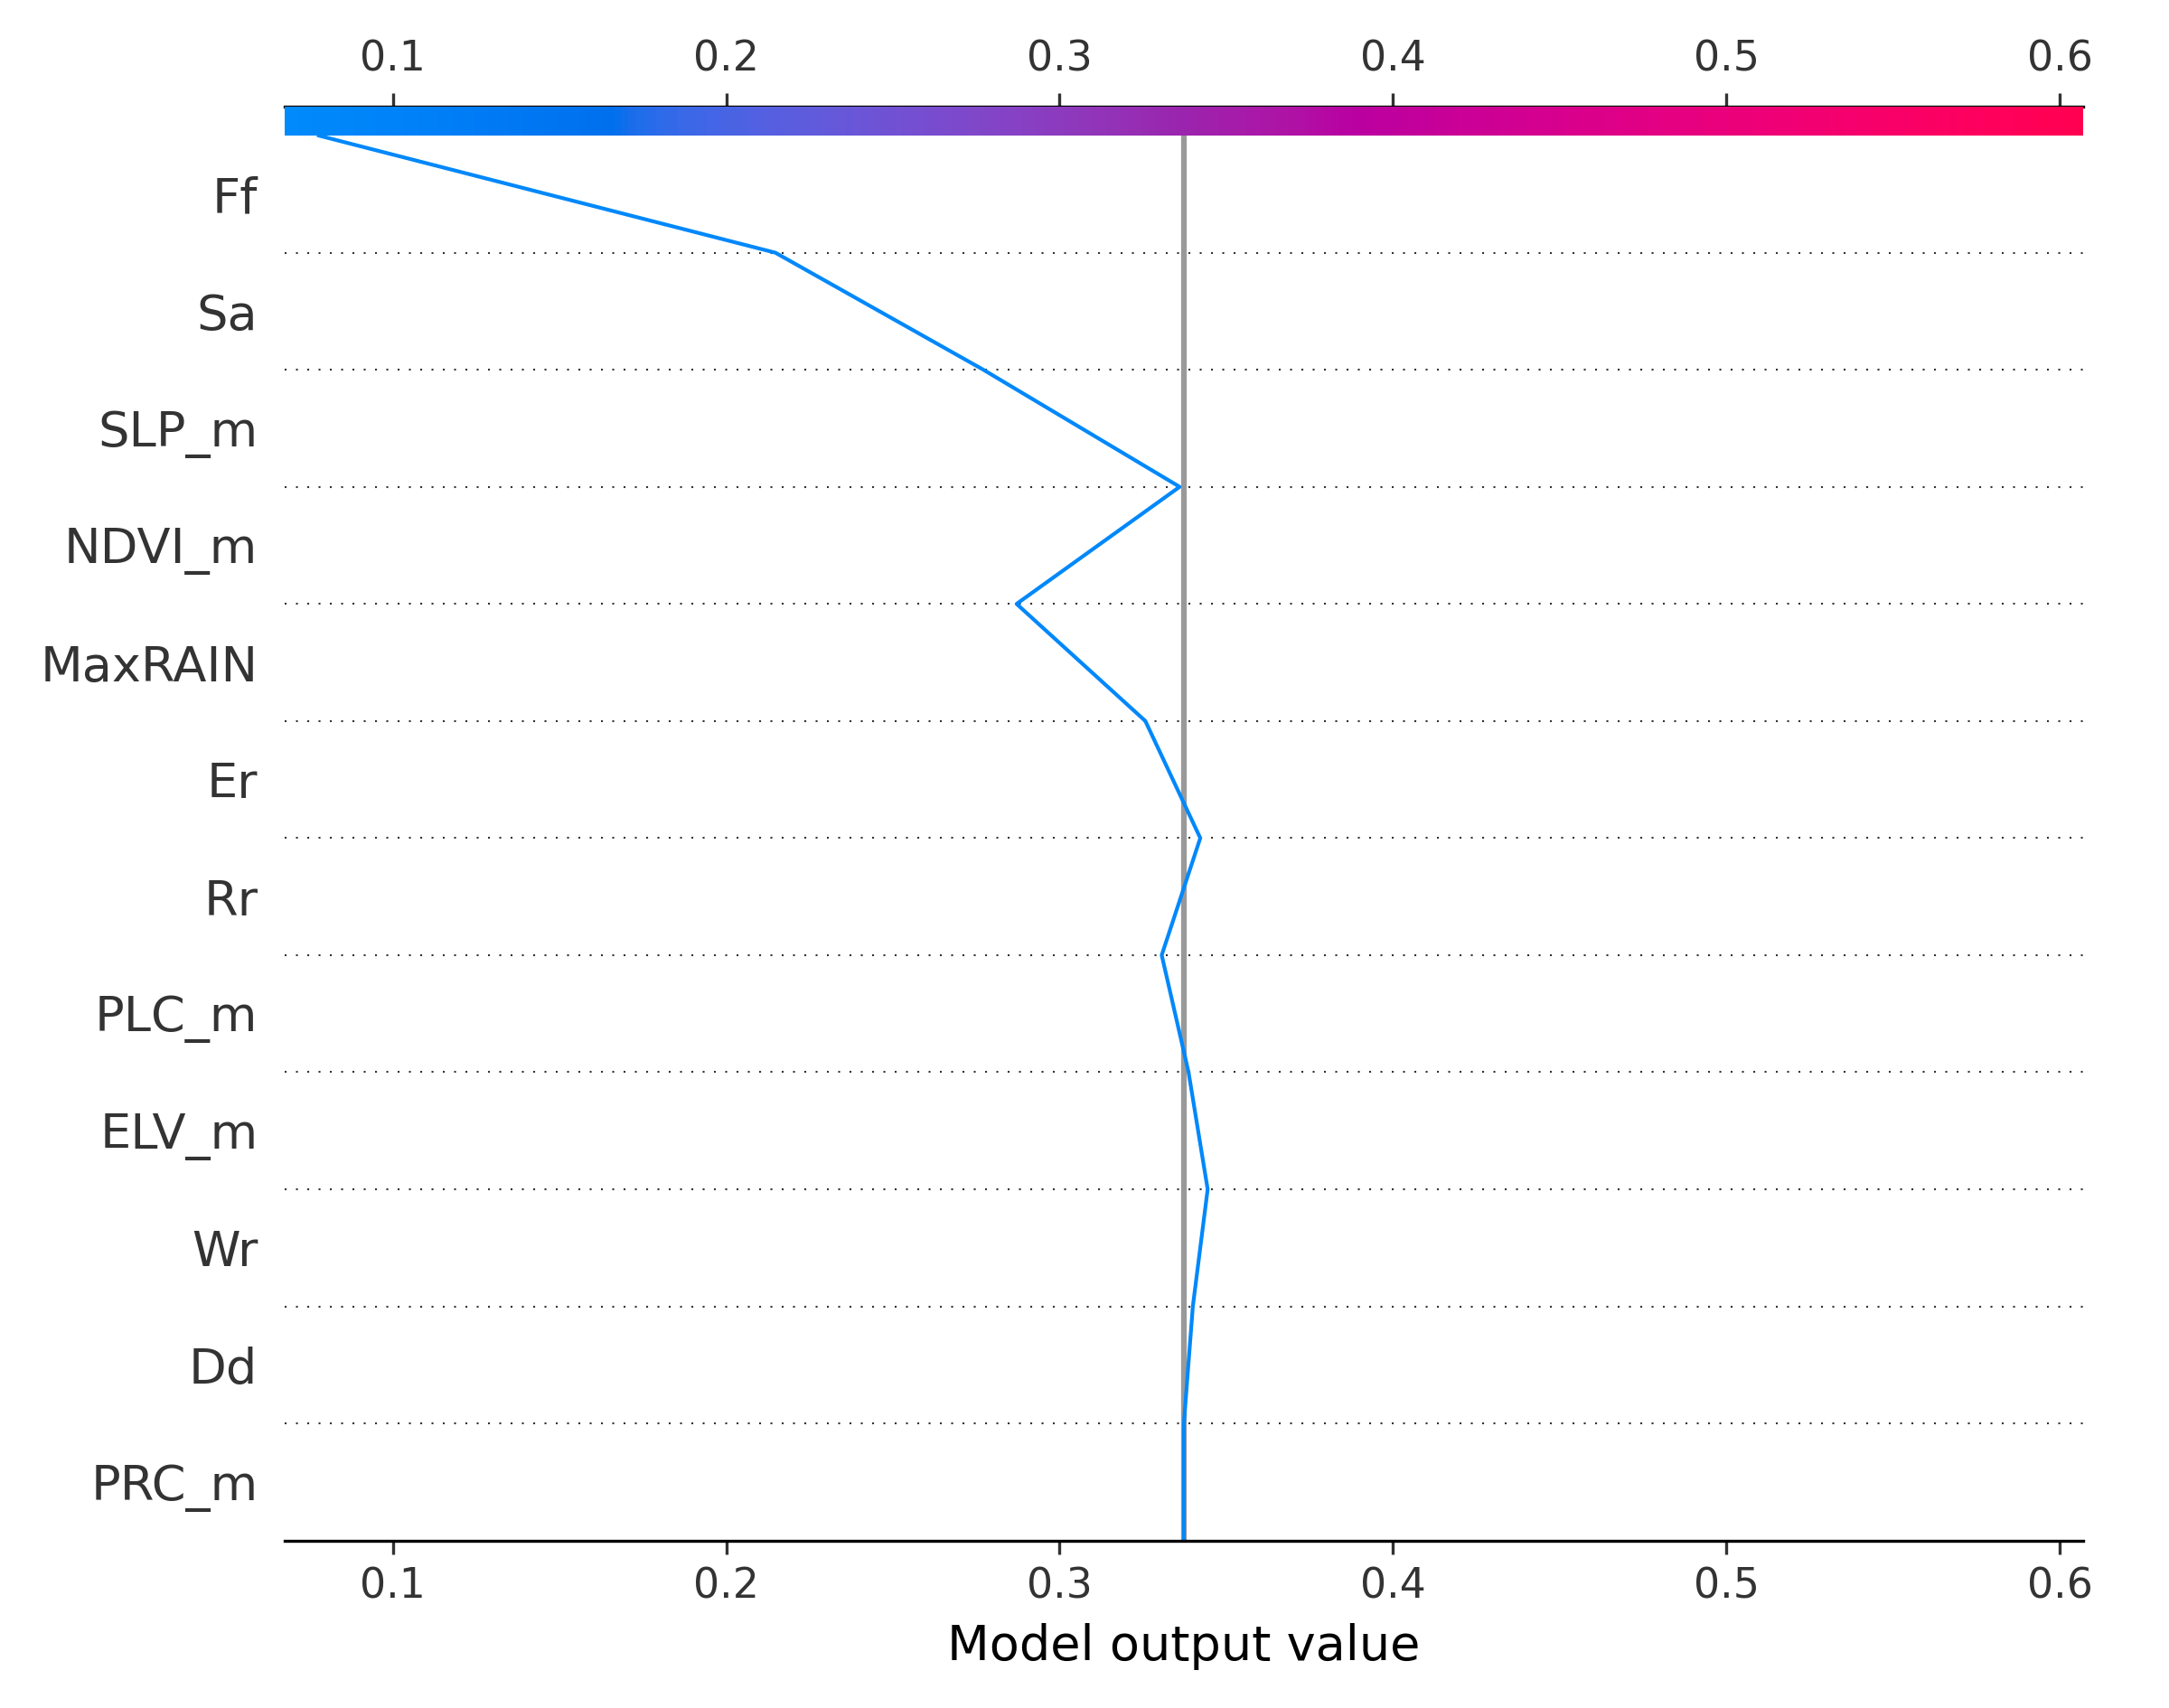 0.1 0.2 0.3 0.4 0.5 0.6
Ff
Sa
SLP_m
NDVI_m
MaxRAIN
Er
Rr
PLC_m
ELV_m
Wr
Dd
PRC_m
0.1 0.2 0.3 0.4 0.5 0.6
Model output value